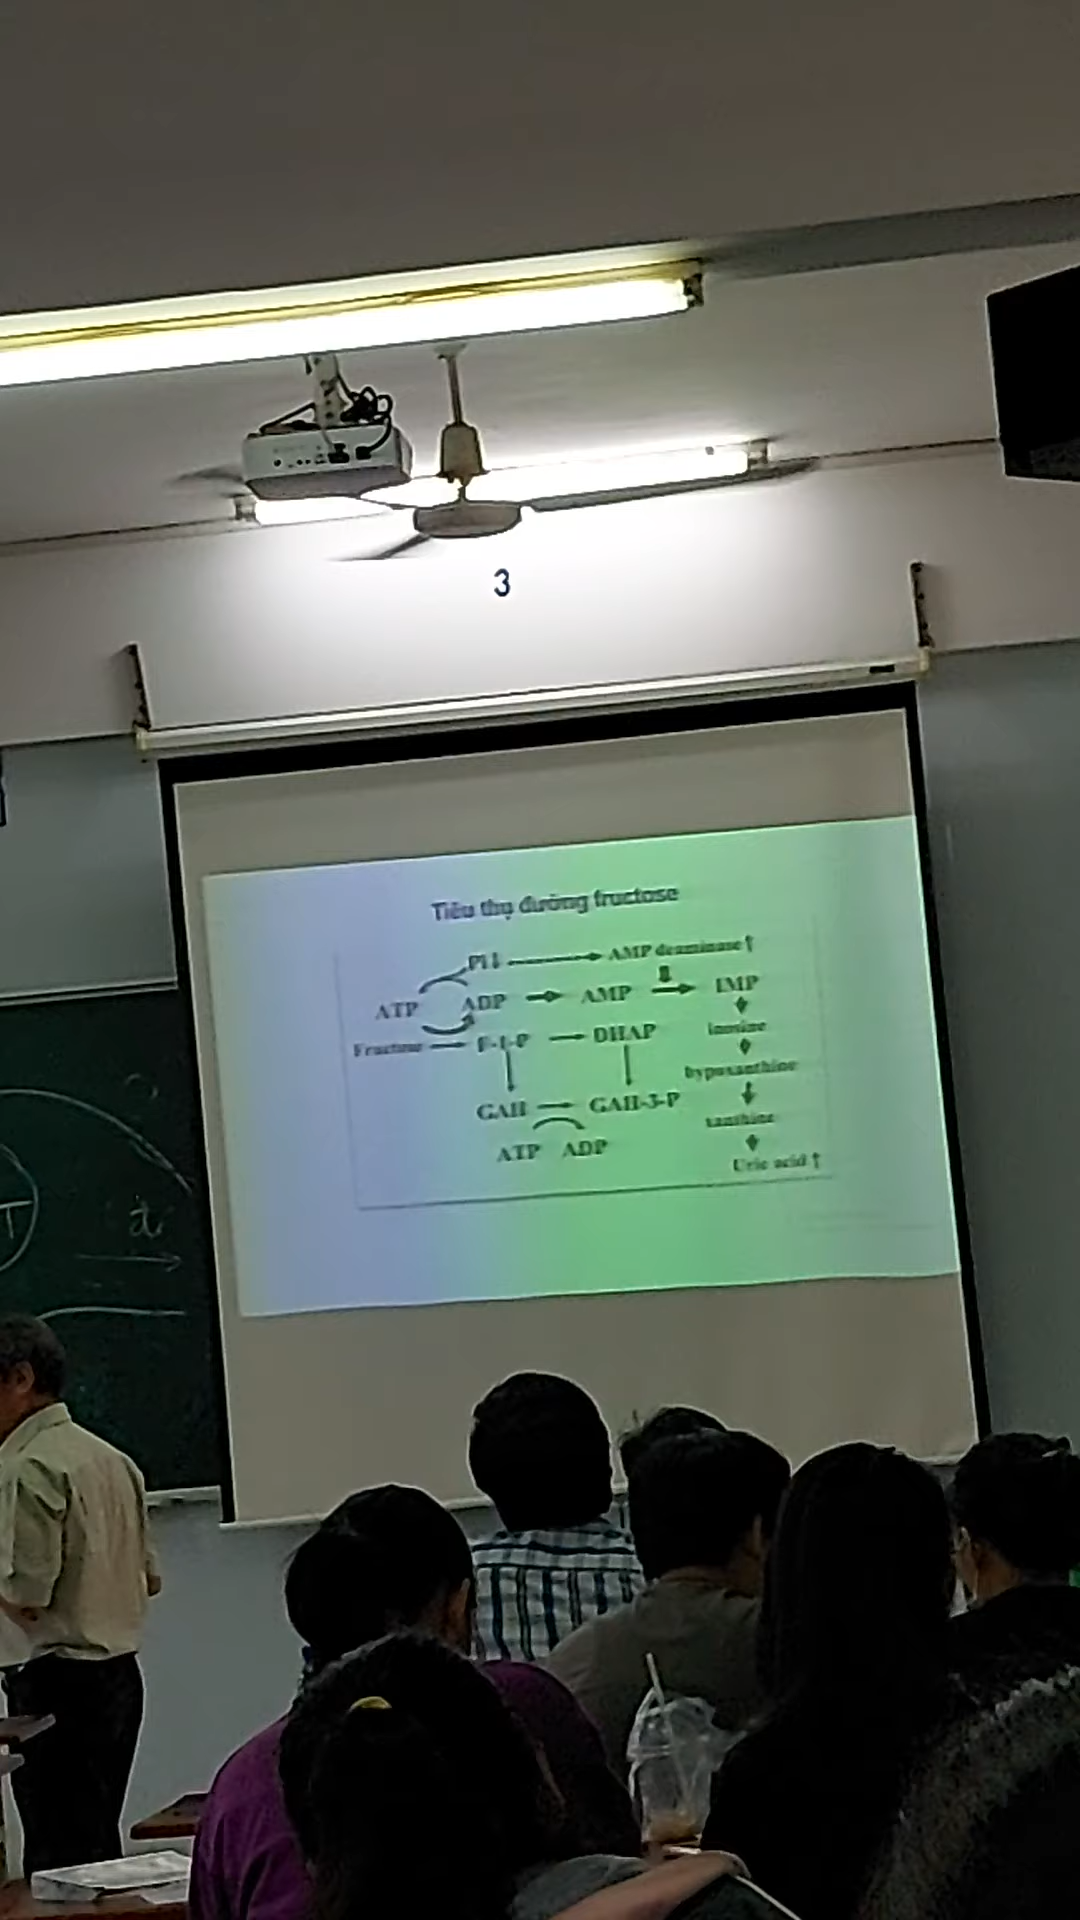 3
Tiêu thụ đường fructose
Pi↓ → AMP deaminase↑
ATP ADP → AMP → IMP
Fructose → F-1-P → DHAP inosine
hypoxanthine
GAH → GAH-3-P
xanthine
ATP ADP
Uric acid ↑